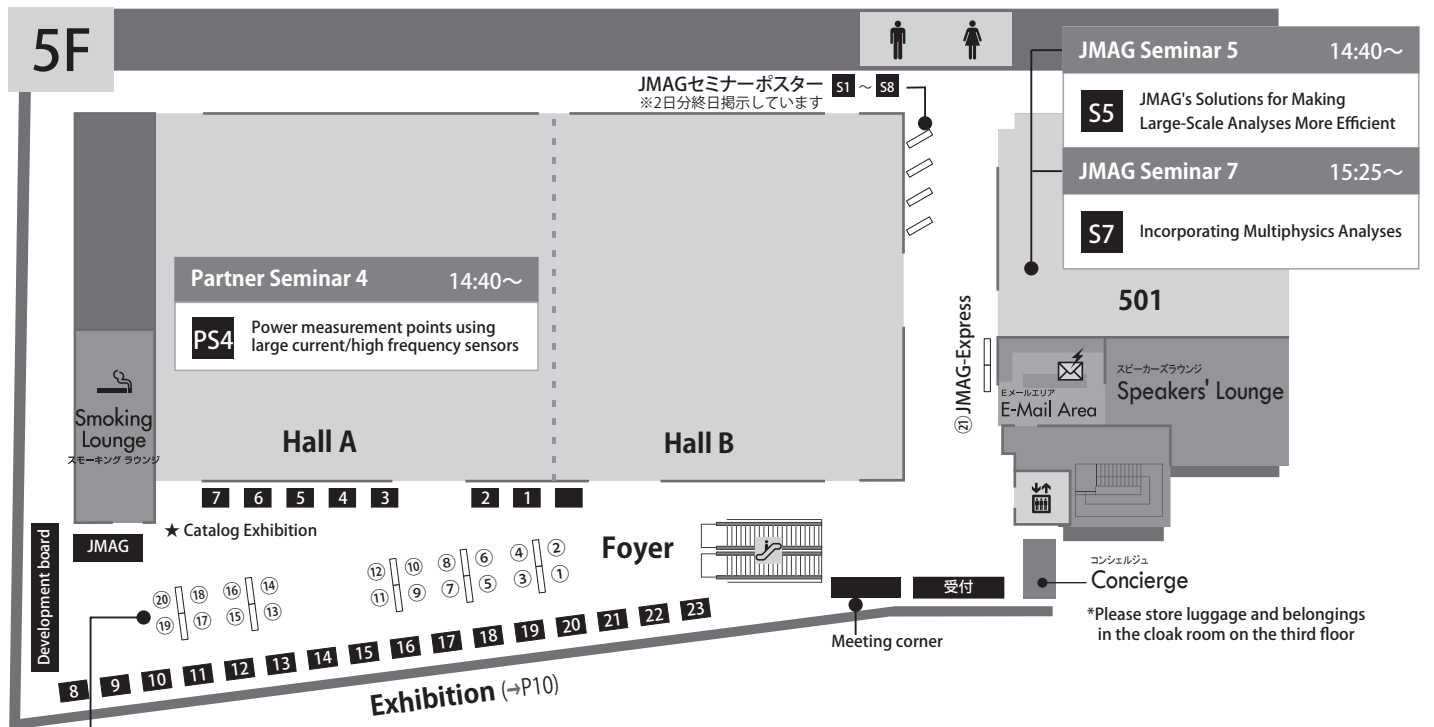 5F
JMAGセミナーポスター S1 ～ S8
※2日分終日掲示しています
JMAG Seminar 5 14:40～
S5 JMAG's Solutions for Making
Large-Scale Analyses More Efficient
JMAG Seminar 7 15:25～
S7 Incorporating Multiphysics Analyses
501
Partner Seminar 4 14:40～
PS4 Power measurement points using
large current/high frequency sensors
Smoking
Lounge
スモーキング ラウンジ
Hall A
Hall B
㉑JMAG-Express
Eメールエリア
E-Mail Area
スピーカーズラウンジ
Speakers' Lounge
7 6 5 4 3 2 1
★ Catalog Exhibition
Development board
JMAG
Foyer
⑫ ⑩ ⑧ ⑥ ④ ②
⑪ ⑨ ⑦ ⑤ ③ ①
⑳ ⑱ ⑯ ⑭
⑲ ⑰ ⑮ ⑬
受付
Meeting corner
コンシェルジュ
Concierge
*Please store luggage and belongings
in the cloak room on the third floor
8 9 10 11 12 13 14 15 16 17 18 19 20 21 22 23
Exhibition (→P10)